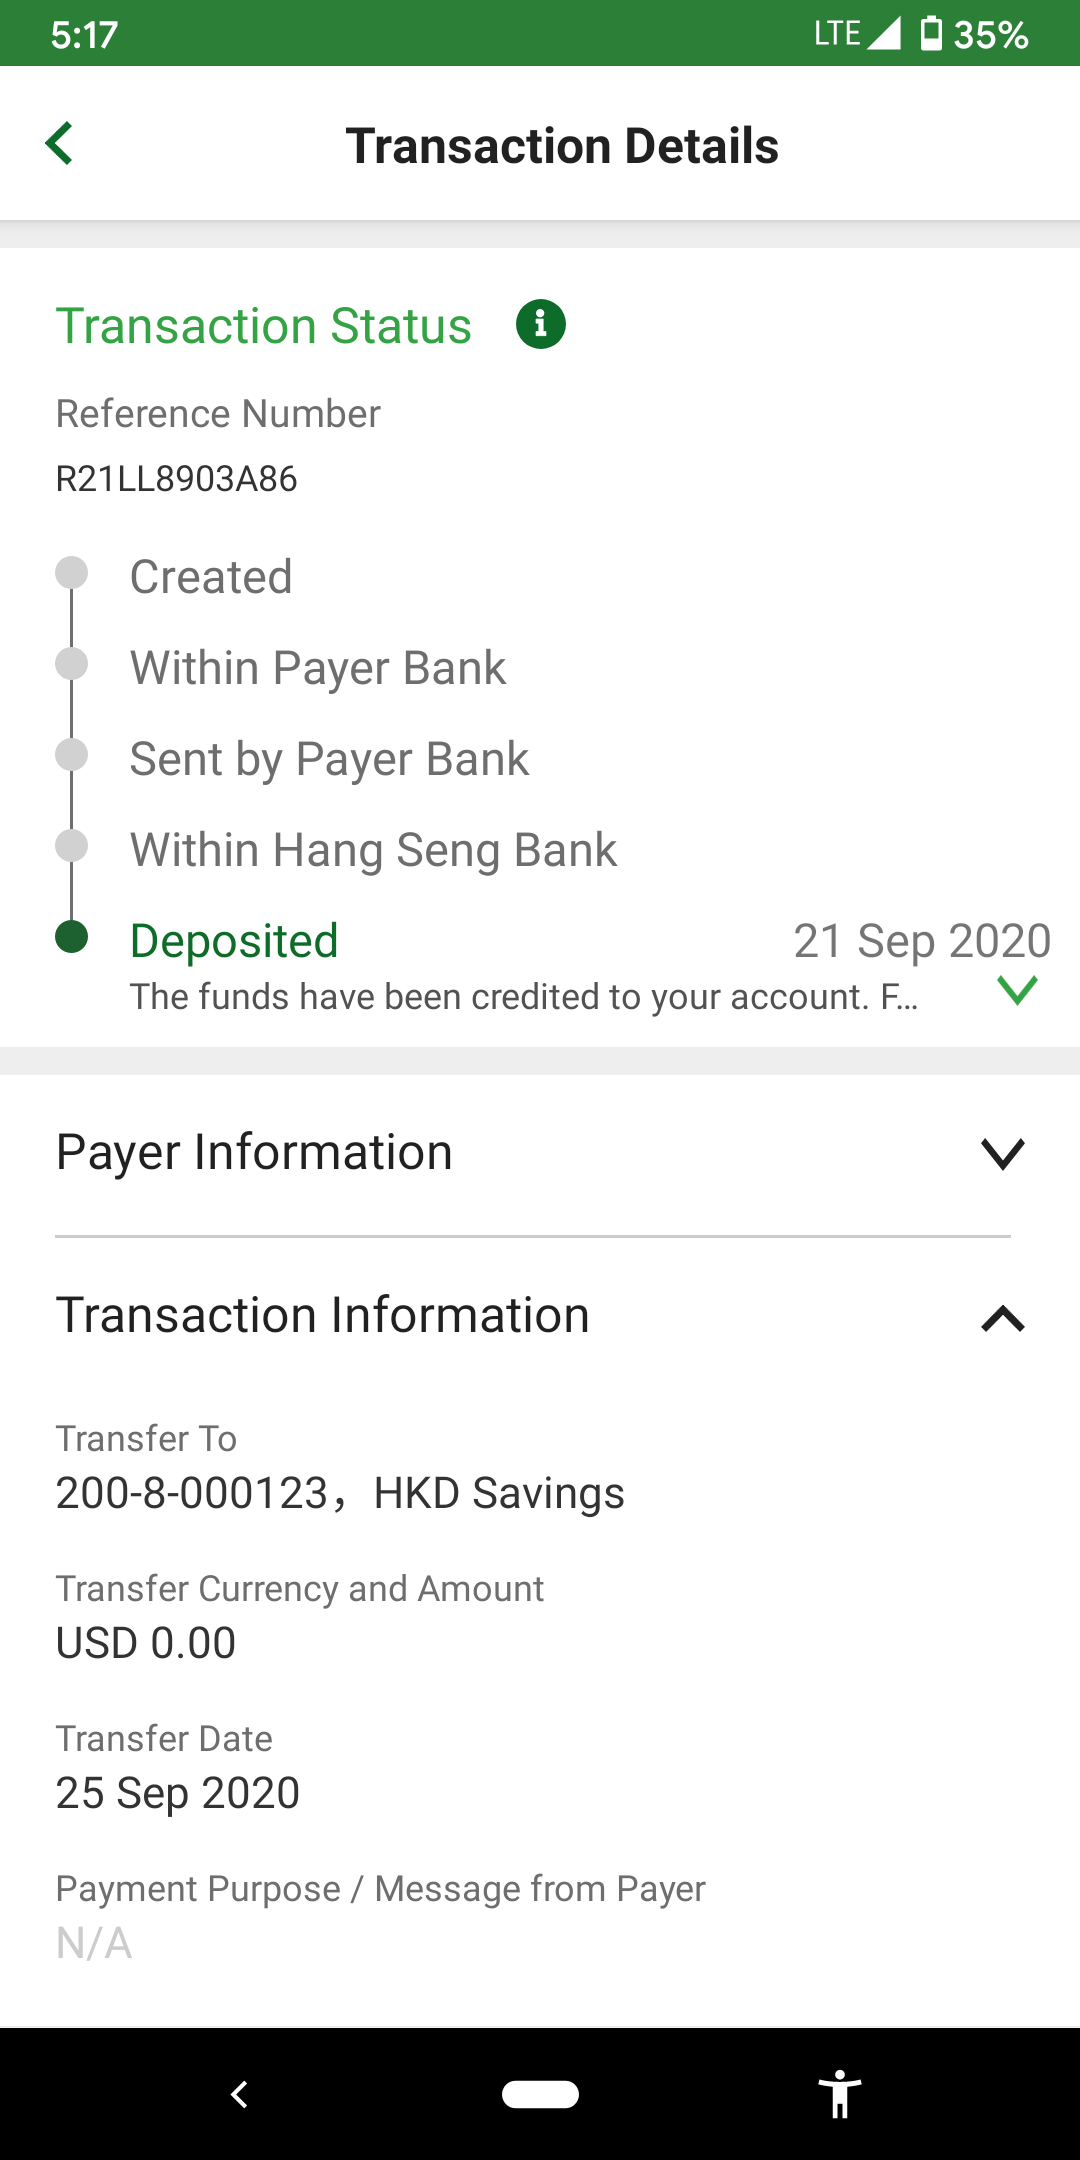 5:17 LTE 35%
Transaction Details
Transaction Status
Reference Number
R21LL8903A86
Created
Within Payer Bank
Sent by Payer Bank
Within Hang Seng Bank
Deposited 21 Sep 2020
The funds have been credited to your account. F...
Payer Information
Transaction Information
Transfer To
200-8-000123，HKD Savings
Transfer Currency and Amount
USD 0.00
Transfer Date
25 Sep 2020
Payment Purpose / Message from Payer
N/A